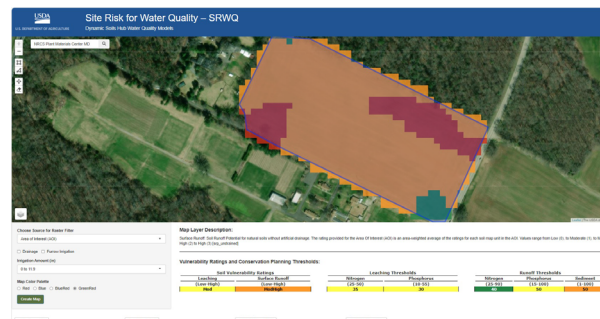 USDA
U.S. DEPARTMENT OF AGRICULTURE
Site Risk for Water Quality – SRWQ
Dynamic Soils Hub Water Quality Models
NRCS Plant Materials Center MD
Choose Source for Raster Filter
Area of Interest (AOI)
Drainage Furrow Irrigation
Irrigation Amount (in)
0 to 11.9
Map Color Palette
Red Blue Blue/Red Green/Red
Create Map
Map Layer Description:
Surface Runoff: Soil Runoff Potential for natural soils without artificial drainage. The rating provided for the Area Of Interest (AOI) is an area-weighted average of the ratings for each soil map unit in the AOI. Values range from Low (0), to Moderate (1), to
High (2) to High (3)
Vulnerability Ratings and Conservation Planning Thresholds:
Soil Vulnerability Ratings Leaching Thresholds Runoff Thresholds
Leaching Surface Runoff Nitrogen Phosphorus Nitrogen Phosphorus Sediment
(Low|High) (Low|High) (25-50) (10-55) (25-90) (15-100) (1-100)
Mod ModHigh 35 30 40 50 50